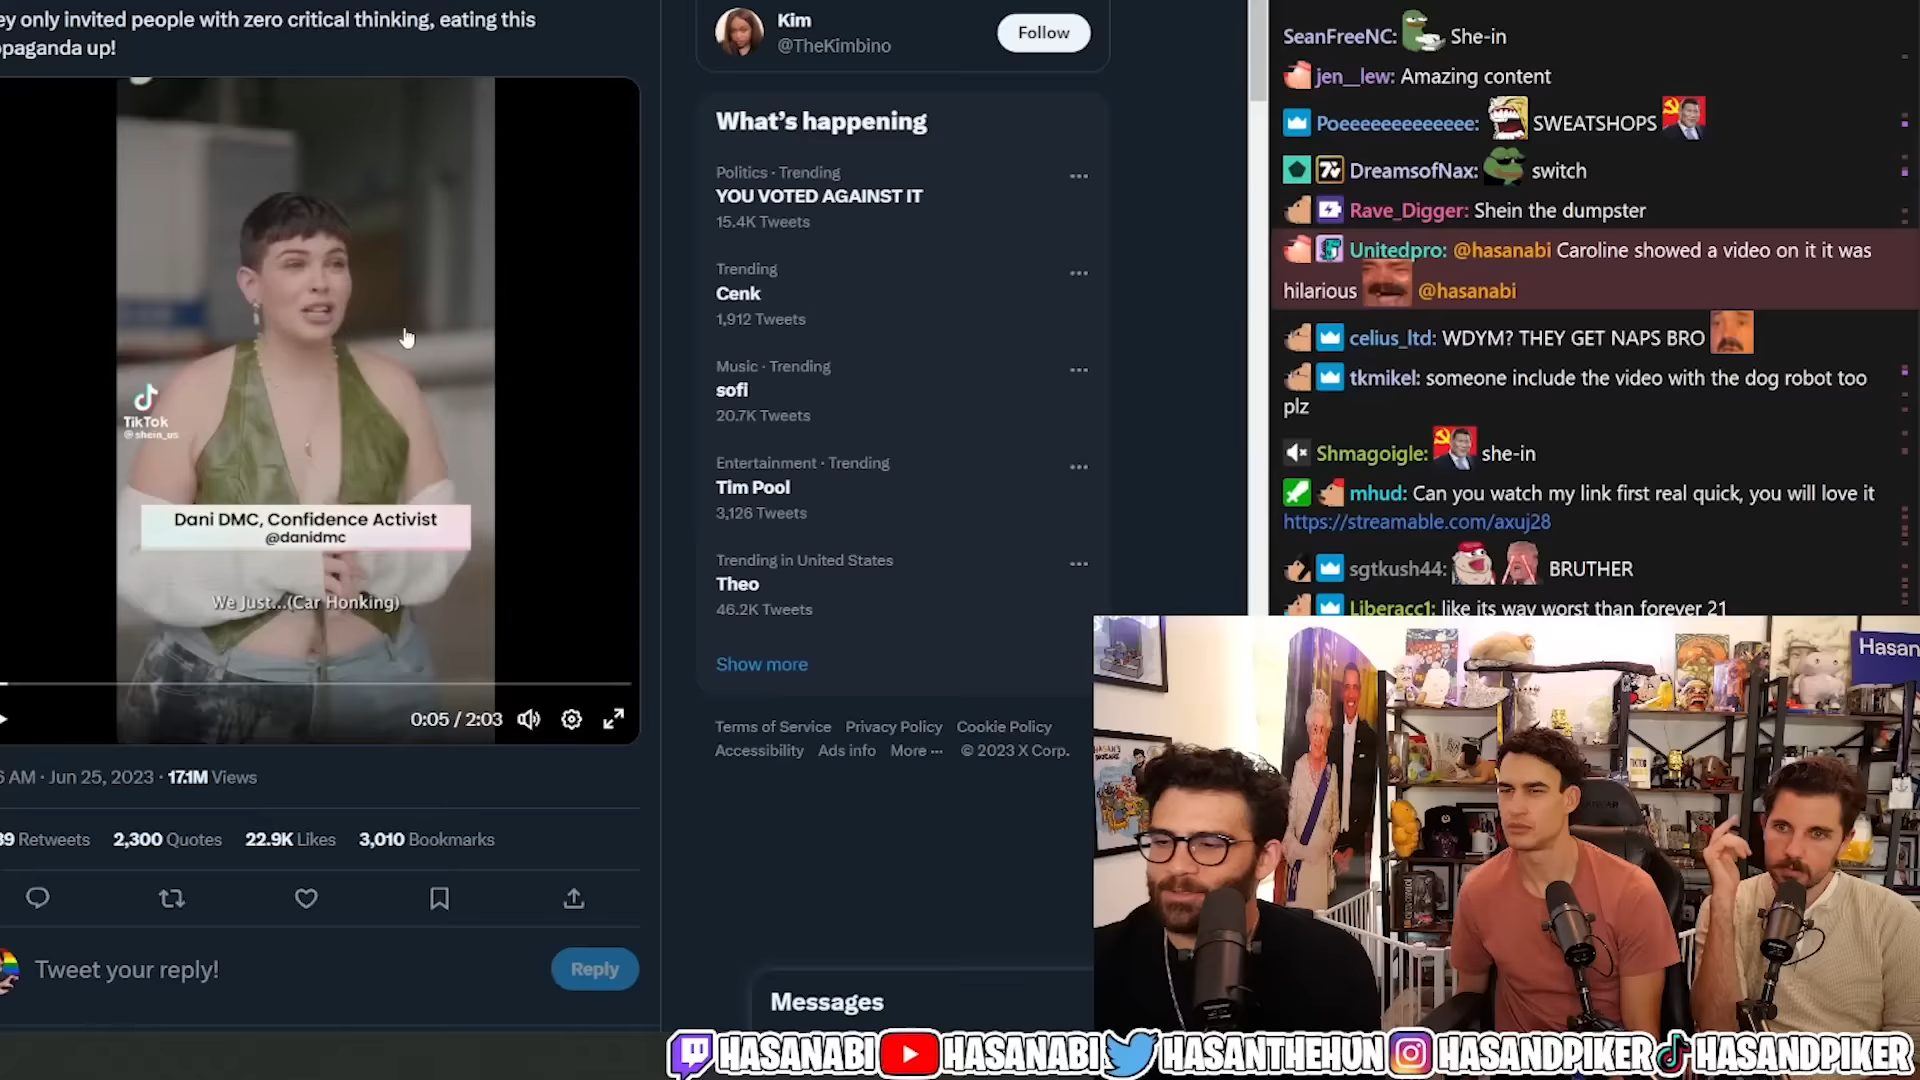 ey only invited people with zero critical thinking, eating this
opaganda up!
TikTok
@shein_us
Dani DMC, Confidence Activist
@danidmc
We Just...(Car Honking)
0:05 / 2:03
6 AM · Jun 25, 2023 · 17.1M Views
39 Retweets 2,300 Quotes 22.9K Likes 3,010 Bookmarks
Tweet your reply!
Reply
Kim
@TheKimbino
Follow
What's happening
Politics · Trending
YOU VOTED AGAINST IT
15.4K Tweets
Trending
Cenk
1,912 Tweets
Music · Trending
sofi
20.7K Tweets
Entertainment · Trending
Tim Pool
3,126 Tweets
Trending in United States
Theo
46.2K Tweets
Show more
Terms of Service Privacy Policy Cookie Policy
Accessibility Ads info More ··· © 2023 X Corp.
Messages
SeanFreeNC: She-in
jen__lew: Amazing content
Poeeeeeeeeeeeee: SWEATSHOPS
DreamsofNax: switch
Rave_Digger: Shein the dumpster
Unitedpro: @hasanabi Caroline showed a video on it it was
hilarious @hasanabi
celius_ltd: WDYM? THEY GET NAPS BRO
tkmikel: someone include the video with the dog robot too
plz
Shmagoigle: she-in
mhud: Can you watch my link first real quick, you will love it
https://streamable.com/axuj28
sgtkush44: BRUTHER
Liberacc1: like its way worst than forever 21
Hasan
HASANABI HASANABI HASANTHEHUN HASANDPIKER HASANDPIKER